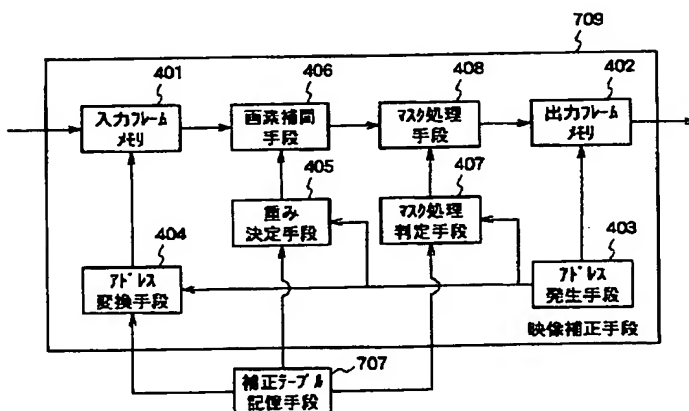 709
401
406
408
402
入力フレーム
メモリ
画素補間
手段
マスク処理
手段
出力フレーム
メモリ
405
407
重み
決定手段
マスク処理
判定手段
404
403
アドレス
変換手段
アドレス
発生手段
映像補正手段
707
補正テーブル
記憶手段